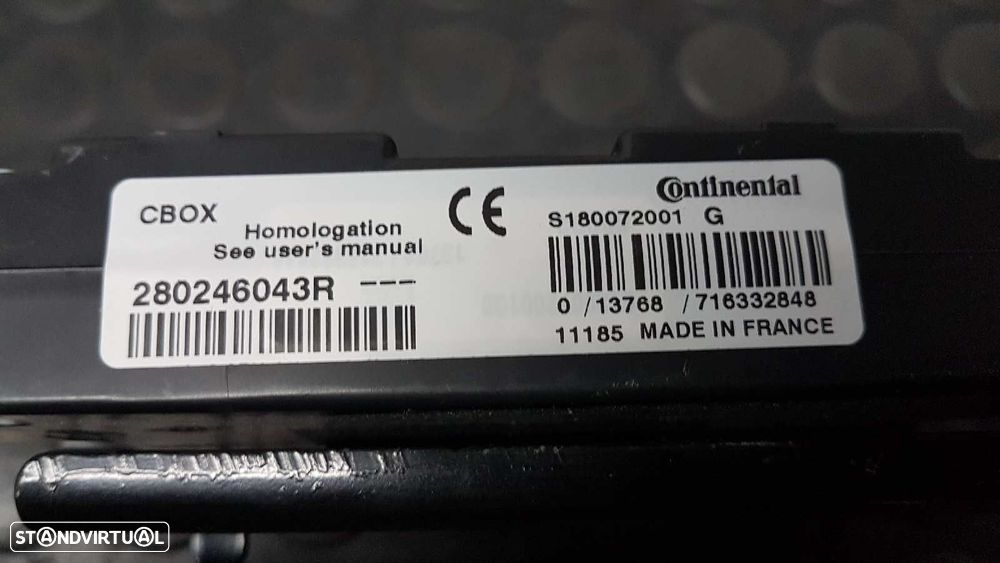 CBOX
Homologation
See user's manual
280246043R ---
CE
Continental
S180072001 G
0 /13768 /716332848
11185 MADE IN FRANCE
STANDVIRTUAL